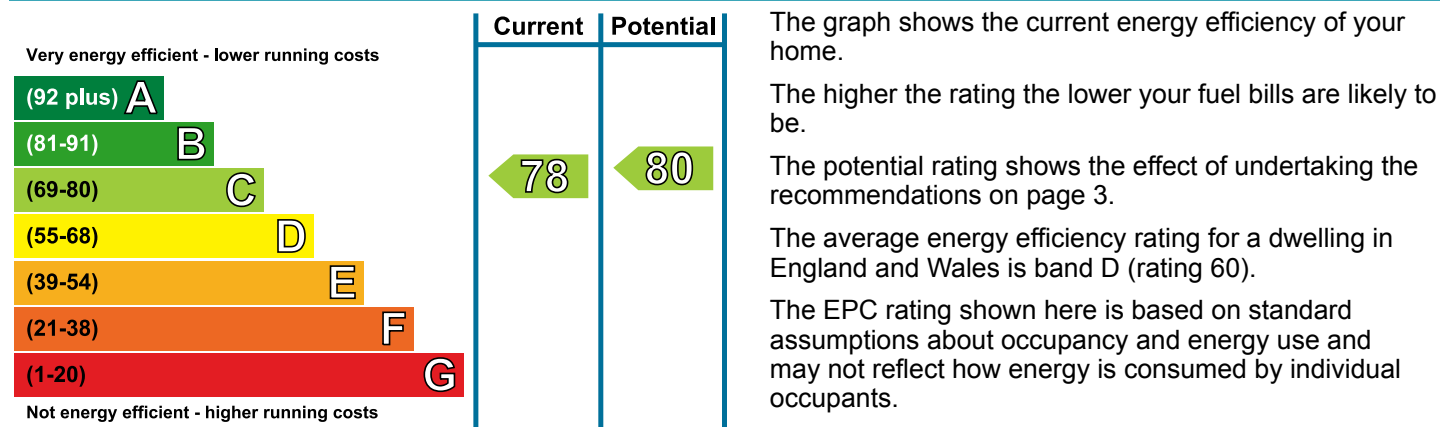 Current Potential
Very energy efficient - lower running costs
(92 plus) A
(81-91) B
(69-80) C
(55-68) D
(39-54) E
(21-38) F
(1-20) G
Not energy efficient - higher running costs
78
80
The graph shows the current energy efficiency of your
home.
The higher the rating the lower your fuel bills are likely to
be.
The potential rating shows the effect of undertaking the
recommendations on page 3.
The average energy efficiency rating for a dwelling in
England and Wales is band D (rating 60).
The EPC rating shown here is based on standard
assumptions about occupancy and energy use and
may not reflect how energy is consumed by individual
occupants.